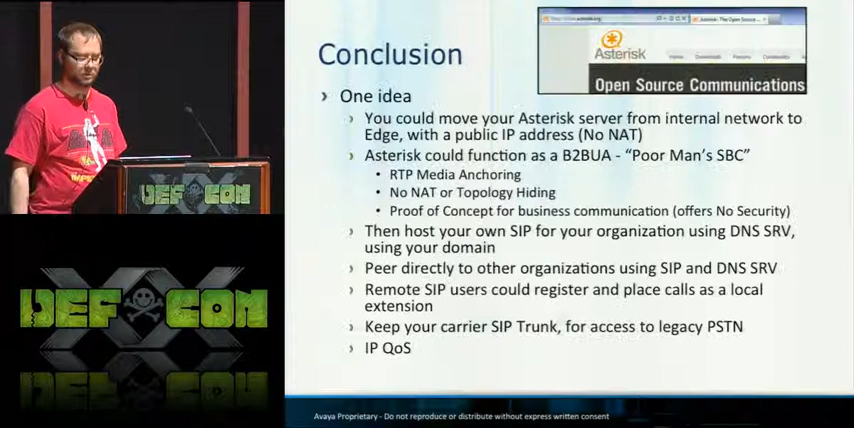 Conclusion
Asterisk
Open Source Communications
› One idea
› You could move your Asterisk server from internal network to
Edge, with a public IP address (No NAT)
› Asterisk could function as a B2BUA - “Poor Man’s SBC”
• RTP Media Anchoring
• No NAT or Topology Hiding
• Proof of Concept for business communication (offers No Security)
› Then host your own SIP for your organization using DNS SRV,
using your domain
› Peer directly to other organizations using SIP and DNS SRV
› Remote SIP users could register and place calls as a local
extension
› Keep your carrier SIP Trunk, for access to legacy PSTN
› IP QoS
Avaya Proprietary - Do not reproduce or distribute without express written consent
DEF CON
DEF CON
XX
DEF CON